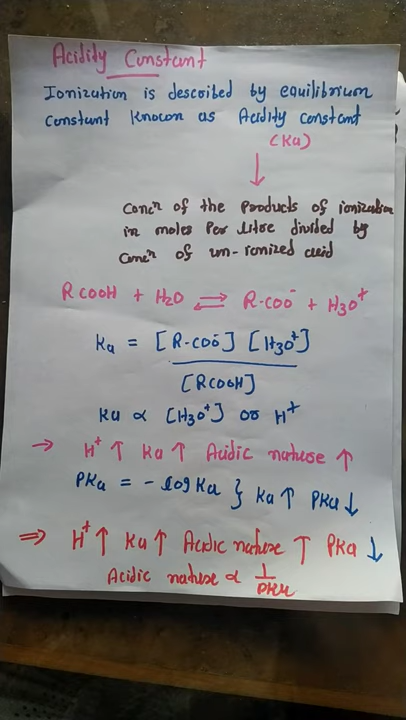 Acidity Constant
Ionization is described by equilibrium
constant known as Acidity constant
(Ka)
↓
Concⁿ of the Products of ionization
in moles Per Litre divided by
Concⁿ of un-ionized acid
R COOH + H2O ⇌ R-COO⁻ + H3O⁺
Ka = [R-COO⁻] [H3O⁺]
[RCOOH]
Ka ∝ [H3O⁺] or H⁺
→ H⁺ ↑ Ka ↑ Acidic nature ↑
PKa = - log Ka } Ka ↑ PKa ↓
⇒ H⁺ ↑ Ka ↑ Acidic nature ↑ PKa ↓
Acidic nature ∝ 1/PKa